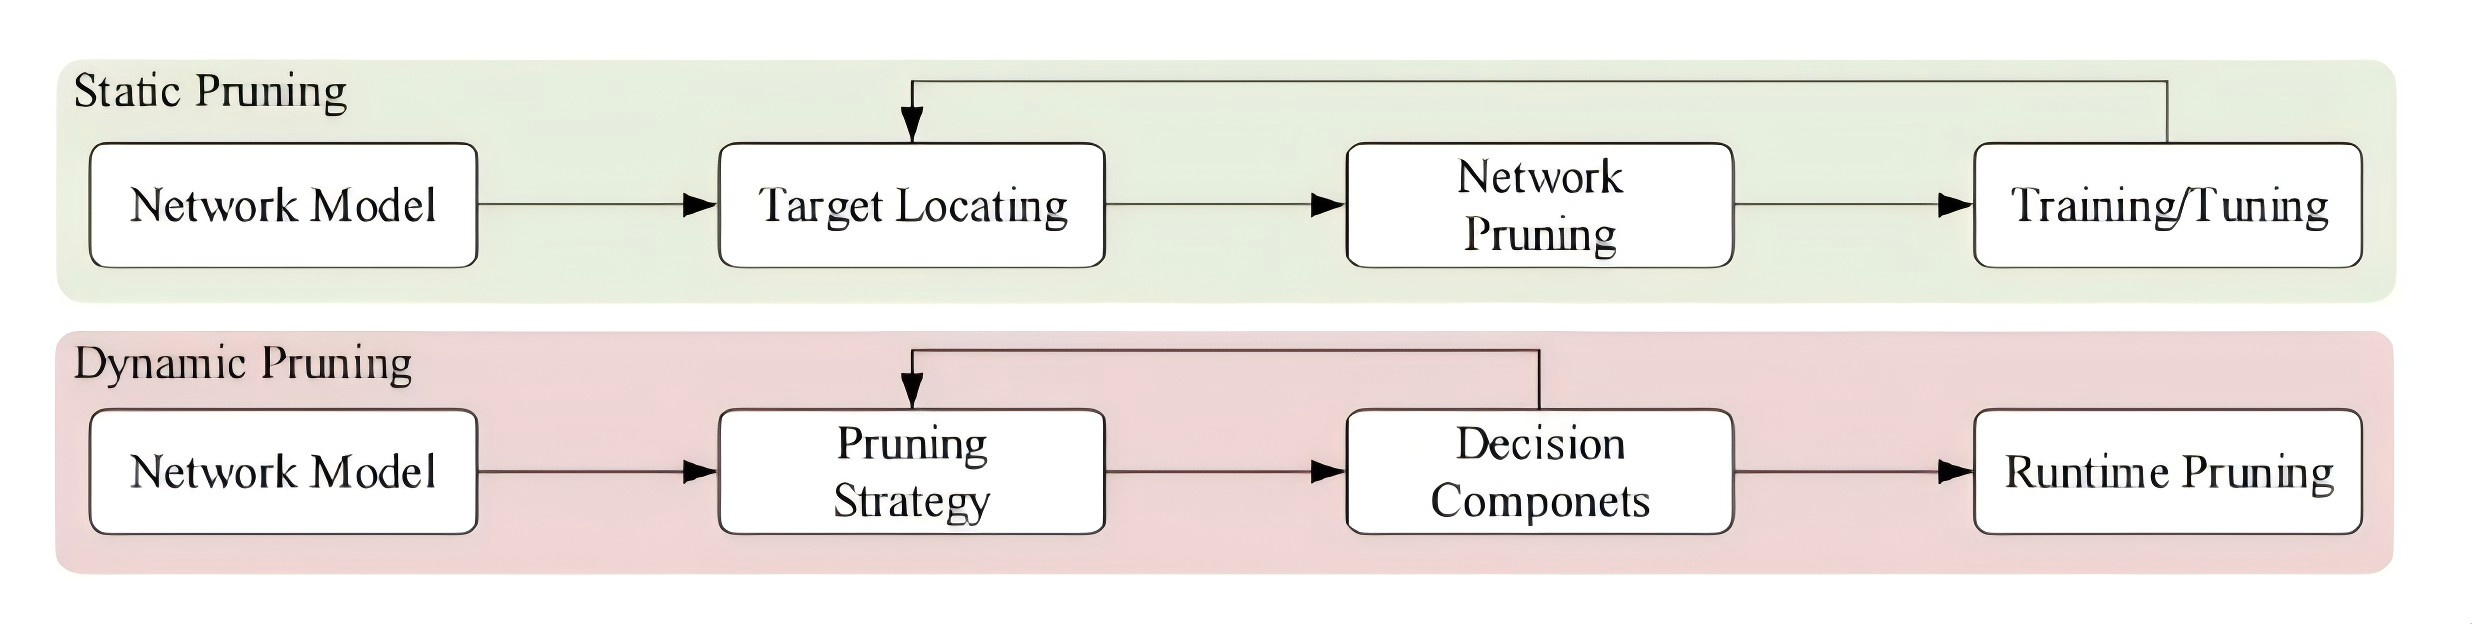 Static Pruning
Network Model
Target Locating
Network
Pruning
Training/Tuning
Dynamic Pruning
Network Model
Pruning
Strategy
Decision
Componets
Runtime Pruning